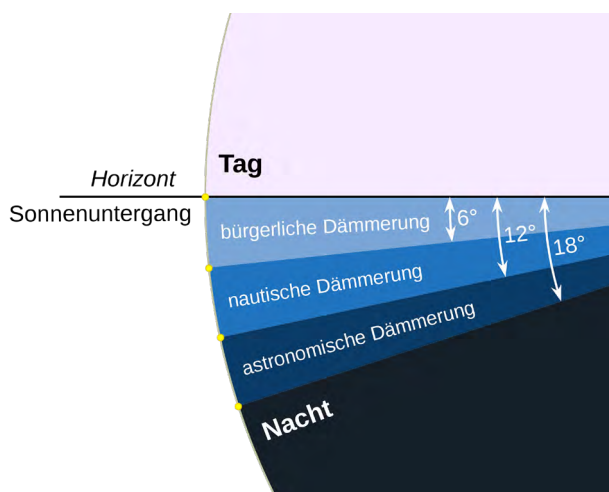 Tag
Horizont
Sonnenuntergang
bürgerliche Dämmerung
6°
nautische Dämmerung
12°
astronomische Dämmerung
18°
Nacht